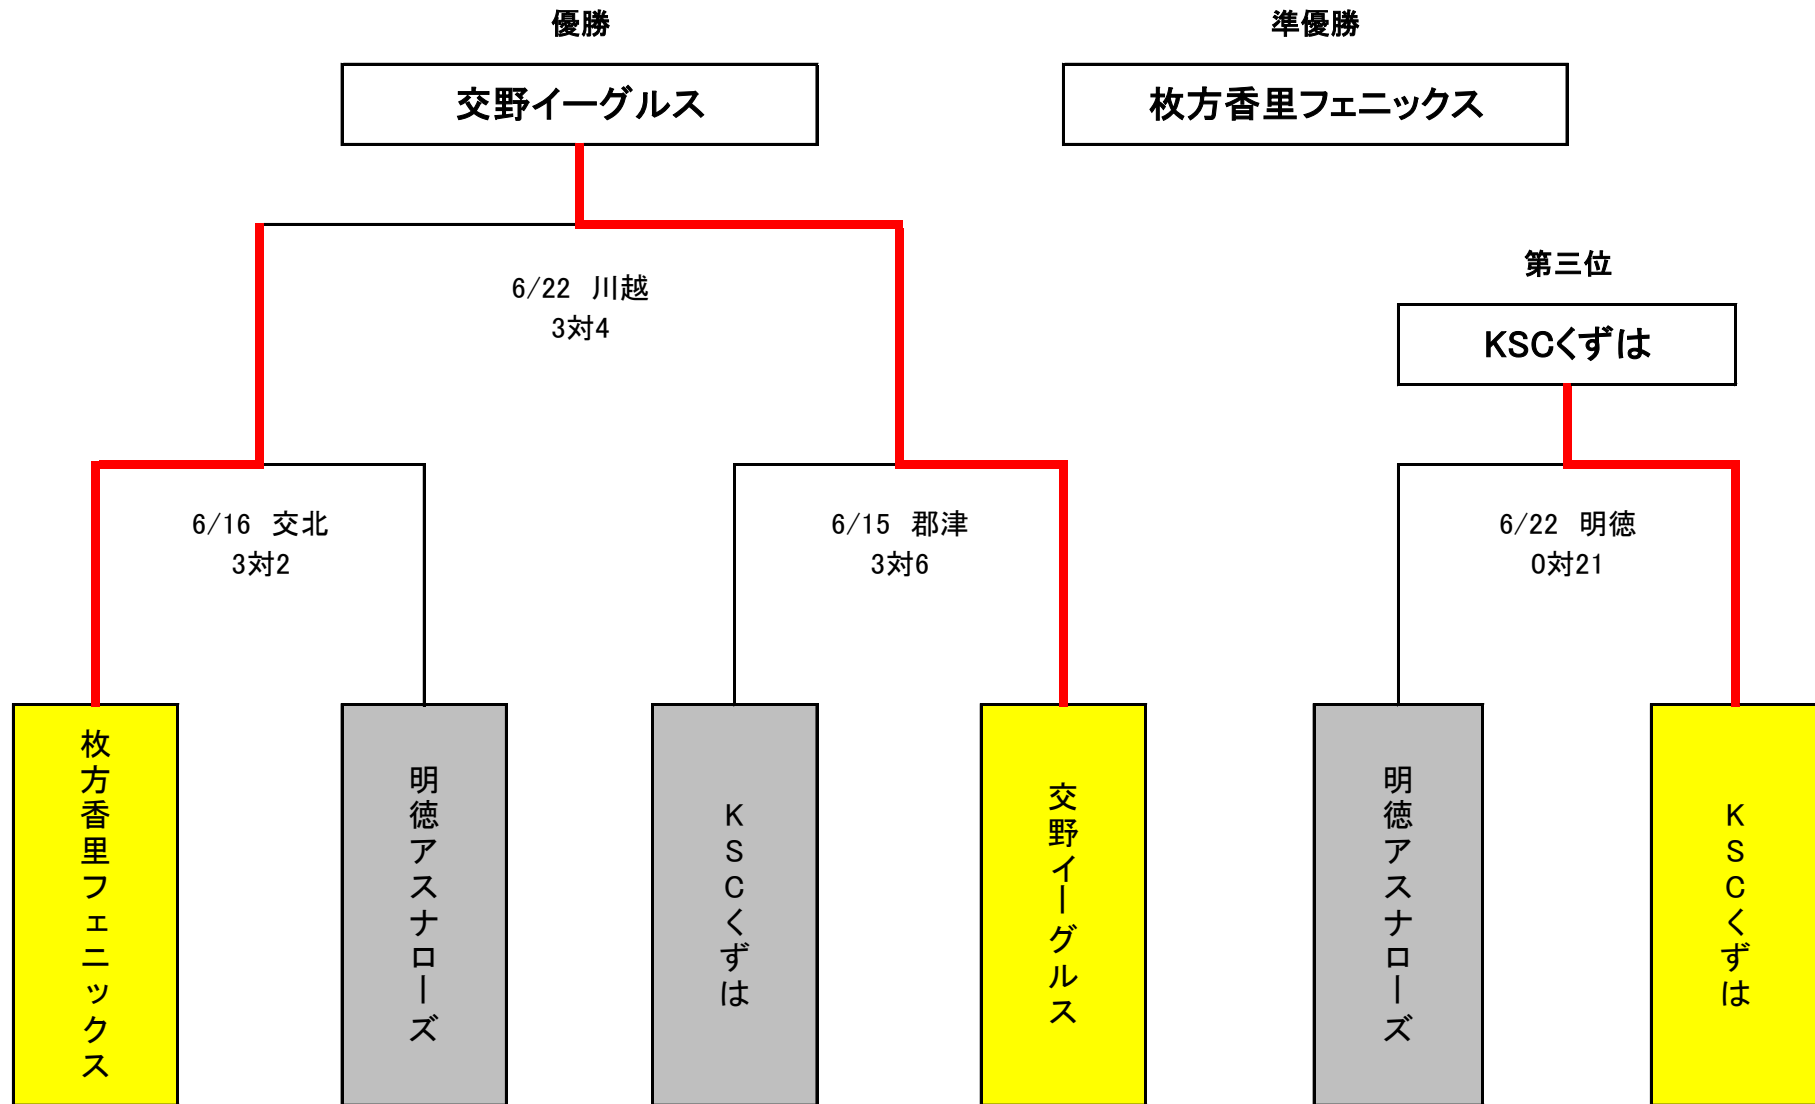 優勝
準優勝
交野イーグルス
枚方香里フェニックス
6/22 川越
3対4
第三位
KSCくずは
6/16 交北
3対2
6/15 郡津
3対6
6/22 明徳
0対21
枚方香里フェニックス
明徳アスナローズ
KSCくずは
交野イーグルス
明徳アスナローズ
KSCくずは